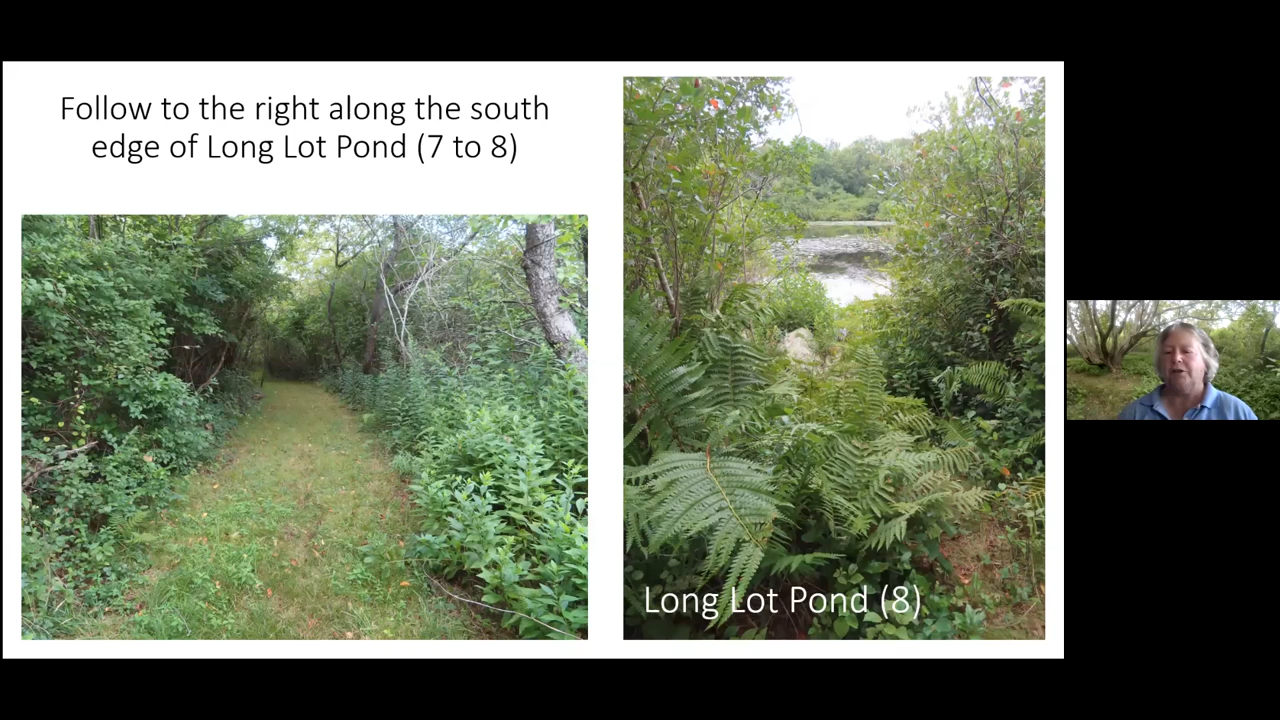 Follow to the right along the south
edge of Long Lot Pond (7 to 8)
Long Lot Pond (8)